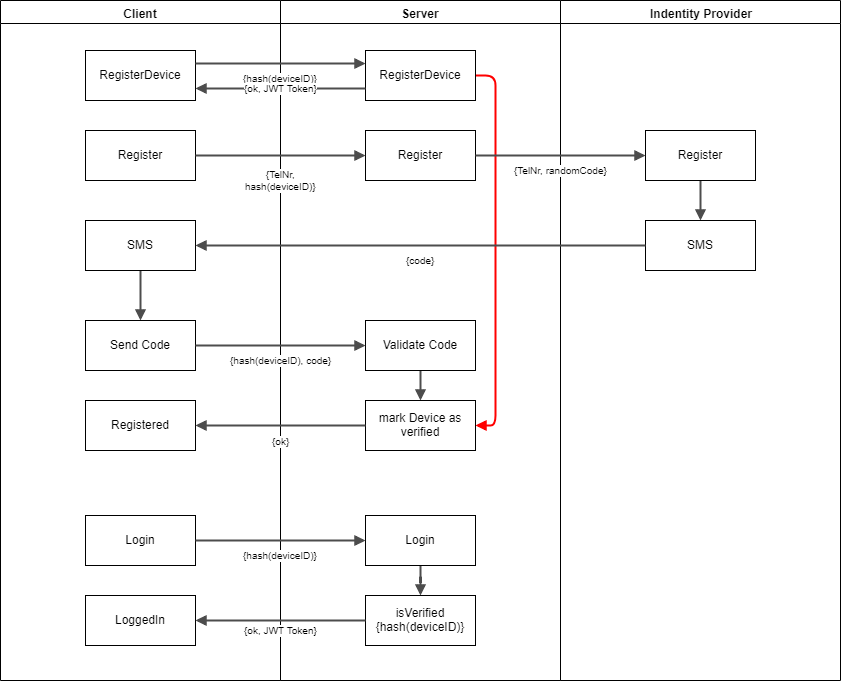 Client
Server
Indentity Provider
RegisterDevice
{hash(deviceID)}
{ok, JWT Token}
RegisterDevice
Register
{TelNr,
hash(deviceID)}
Register
{TelNr, randomCode}
Register
SMS
{code}
SMS
Send Code
{hash(deviceID), code}
Validate Code
Registered
{ok}
mark Device as
verified
Login
{hash(deviceID)}
Login
LoggedIn
{ok, JWT Token}
isVerified
{hash(deviceID)}